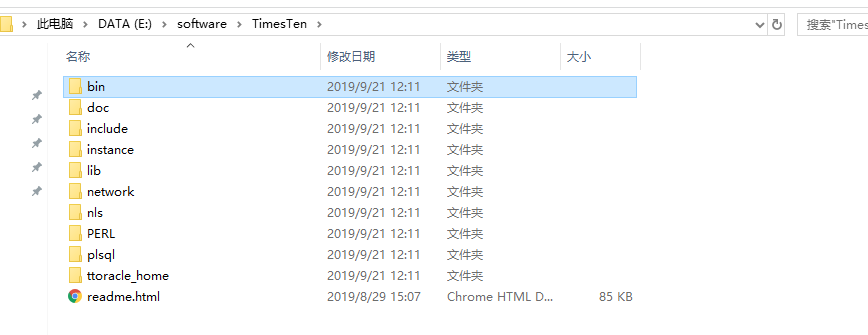 此电脑 DATA (E:) software TimesTen 搜索"TimesTen
名称 修改日期 类型 大小
bin 2019/9/21 12:11 文件夹
doc 2019/9/21 12:11 文件夹
include 2019/9/21 12:11 文件夹
instance 2019/9/21 12:11 文件夹
lib 2019/9/21 12:11 文件夹
network 2019/9/21 12:11 文件夹
nls 2019/9/21 12:11 文件夹
PERL 2019/9/21 12:11 文件夹
plsql 2019/9/21 12:11 文件夹
ttoracle_home 2019/9/21 12:11 文件夹
readme.html 2019/8/29 15:07 Chrome HTML D... 85 KB